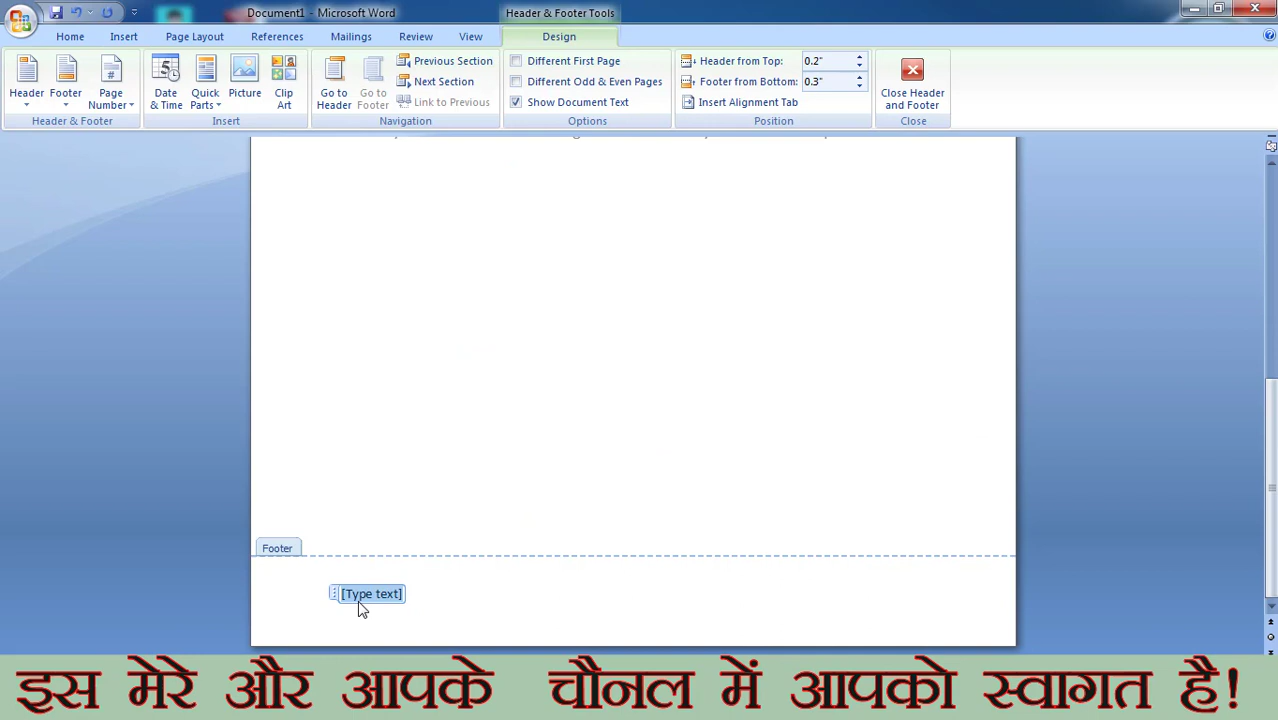 Document1 - Microsoft Word
Header & Footer Tools
Home Insert Page Layout References Mailings Review View Design
Header
Footer
Page Number
Header & Footer
Date & Time
Quick Parts
Picture
Clip Art
Insert
Go to Header
Go to Footer
Previous Section
Next Section
Link to Previous
Navigation
Different First Page
Different Odd & Even Pages
Show Document Text
Options
Header from Top: 0.2"
Footer from Bottom: 0.3"
Insert Alignment Tab
Position
Close Header and Footer
Close
Footer
[Type text]
इस मेरे और आपके चौनल में आपको स्वागत है!